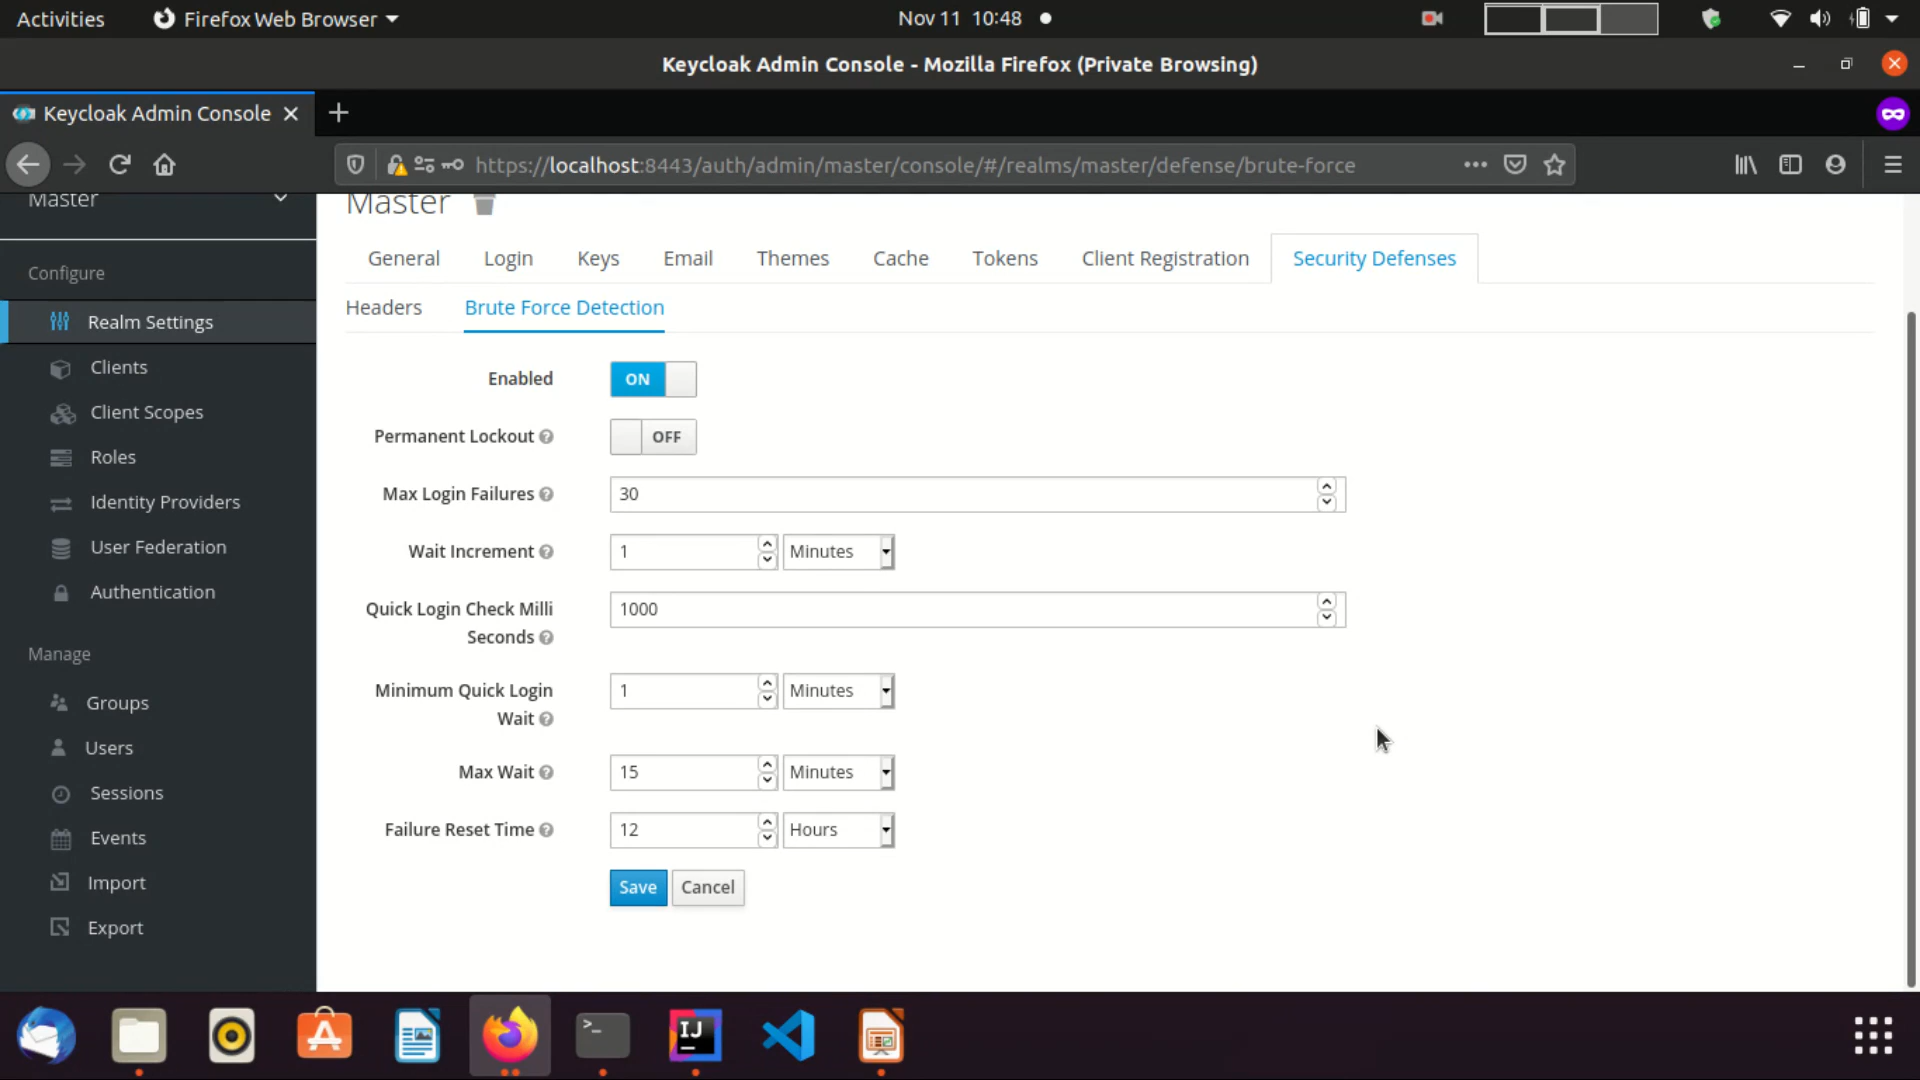 Activities
Firefox Web Browser
Nov 11 10:48
Keycloak Admin Console - Mozilla Firefox (Private Browsing)
Keycloak Admin Console
https://localhost:8443/auth/admin/master/console/#/realms/master/defense/brute-force
Master
Configure
Realm Settings
Clients
Client Scopes
Roles
Identity Providers
User Federation
Authentication
Manage
Groups
Users
Sessions
Events
Import
Export
Master
General Login Keys Email Themes Cache Tokens Client Registration Security Defenses
Headers Brute Force Detection
Enabled ON
Permanent Lockout OFF
Max Login Failures 30
Wait Increment 1 Minutes
Quick Login Check Milli
Seconds
1000
Minimum Quick Login
Wait
1 Minutes
Max Wait 15 Minutes
Failure Reset Time 12 Hours
Save Cancel
>_
IJ